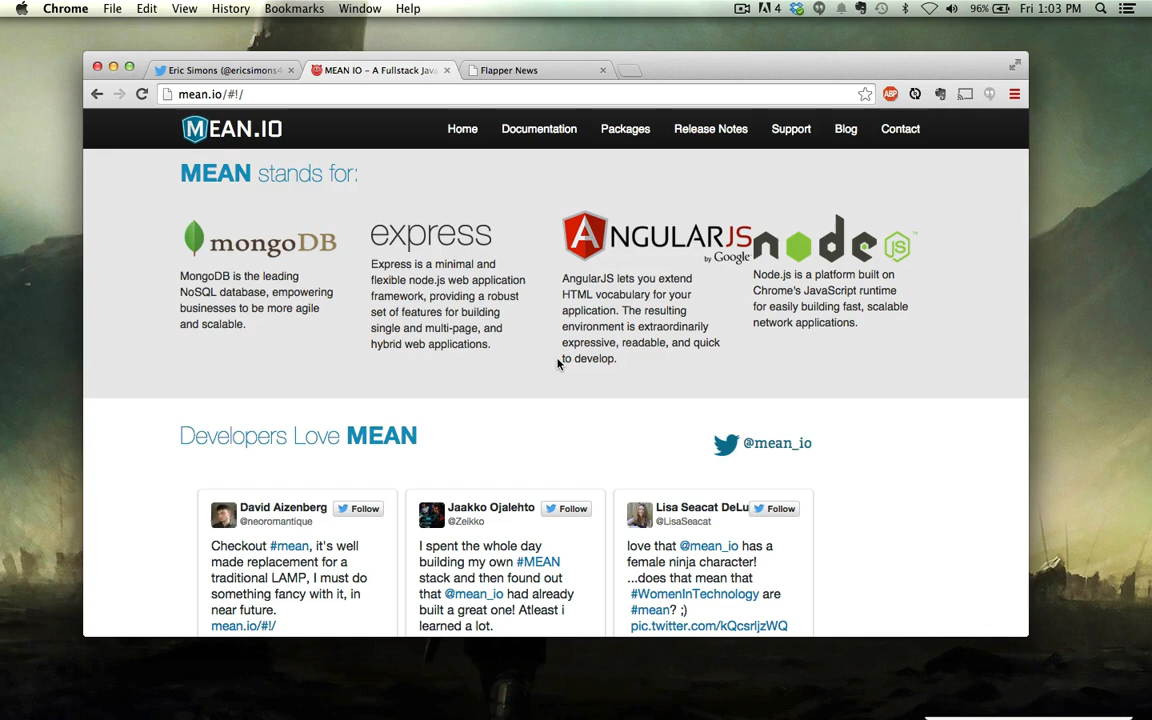 Chrome File Edit View History Bookmarks Window Help 4 96% Fri 1:03 PM
Eric Simons (@ericsimons4 MEAN IO - A Fullstack Jav Flapper News
mean.io/#!/ ABP
MEAN.IO Home Documentation Packages Release Notes Support Blog Contact
MEAN stands for:
mongoDB
MongoDB is the leading
NoSQL database, empowering
businesses to be more agile
and scalable.
express
Express is a minimal and
flexible node.js web application
framework, providing a robust
set of features for building
single and multi-page, and
hybrid web applications.
ANGULARJS
by Google
AngularJS lets you extend
HTML vocabulary for your
application. The resulting
environment is extraordinarily
expressive, readable, and quick
to develop.
node JS
Node.js is a platform built on
Chrome's JavaScript runtime
for easily building fast, scalable
network applications.
Developers Love MEAN
@mean_io
David Aizenberg Follow
@neoromantique
Checkout #mean, it's well
made replacement for a
traditional LAMP, I must do
something fancy with it, in
near future.
mean.io/#!/
Jaakko Ojalehto Follow
@Zeikko
I spent the whole day
building my own #MEAN
stack and then found out
that @mean_io had already
built a great one! Atleast i
learned a lot.
Lisa Seacat DeLu Follow
@LisaSeacat
love that @mean_io has a
female ninja character!
...does that mean that
#WomenInTechnology are
#mean? ;)
pic.twitter.com/kQcsrljzWQ